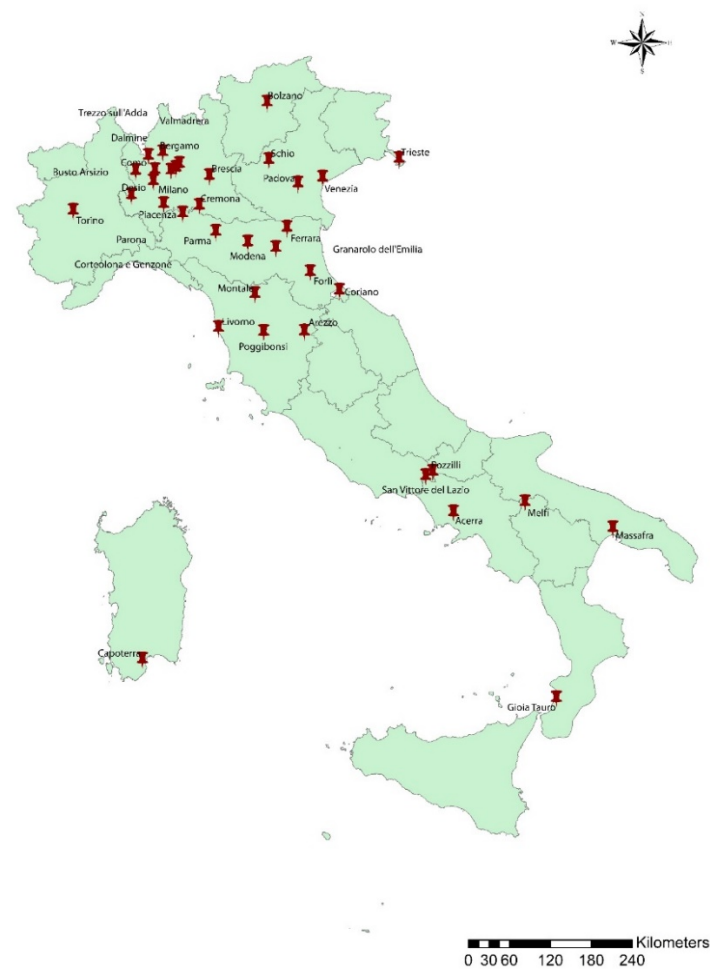 N
W
S
Bolzano
Trezzo sull'Adda
Valmadrera
Dalmine
Bergamo
Schio
Trieste
Como
Busto Arsizio
Brescia
Padova
Venezia
Desio
Milano
Cremona
Piacenza
Torino
Parona
Parma
Ferrara
Modena
Granarolo dell'Emilia
Corteolona e Genzone
Forlì
Montale
Coriano
Livorno
Arezzo
Poggibonsi
Pozzilli
San Vittore del Lazio
Acerra
Melfi
Massafra
Capoterra
Gioia Tauro
Kilometers
0 30 60 120 180 240